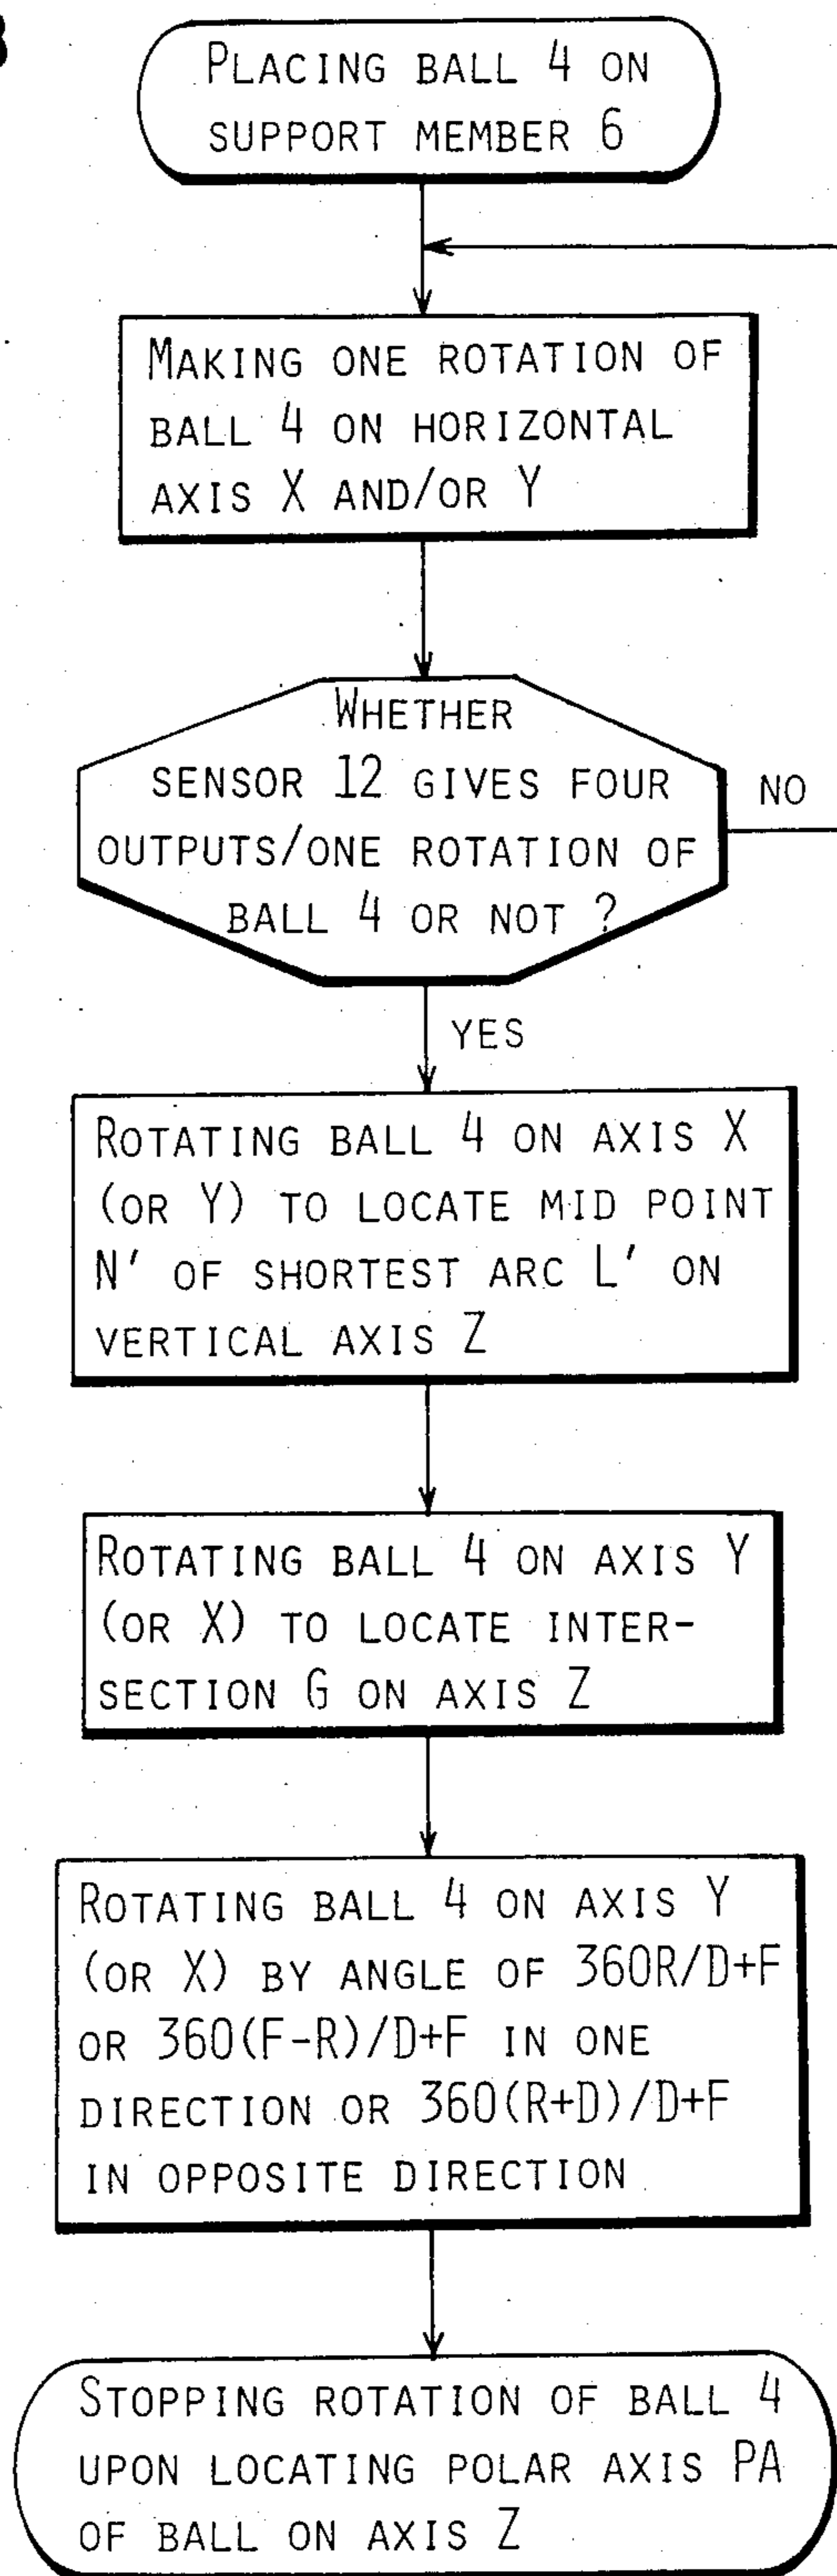 PLACING BALL 4 ON
SUPPORT MEMBER 6
MAKING ONE ROTATION OF
BALL 4 ON HORIZONTAL
AXIS X AND/OR Y
WHETHER
SENSOR 12 GIVES FOUR
OUTPUTS/ONE ROTATION OF
BALL 4 OR NOT ?
NO
YES
ROTATING BALL 4 ON AXIS X
(OR Y) TO LOCATE MID POINT
N' OF SHORTEST ARC L' ON
VERTICAL AXIS Z
ROTATING BALL 4 ON AXIS Y
(OR X) TO LOCATE INTER-
SECTION G ON AXIS Z
ROTATING BALL 4 ON AXIS Y
(OR X) BY ANGLE OF 360R/D+F
OR 360(F-R)/D+F IN ONE
DIRECTION OR 360(R+D)/D+F
IN OPPOSITE DIRECTION
STOPPING ROTATION OF BALL 4
UPON LOCATING POLAR AXIS PA
OF BALL ON AXIS Z